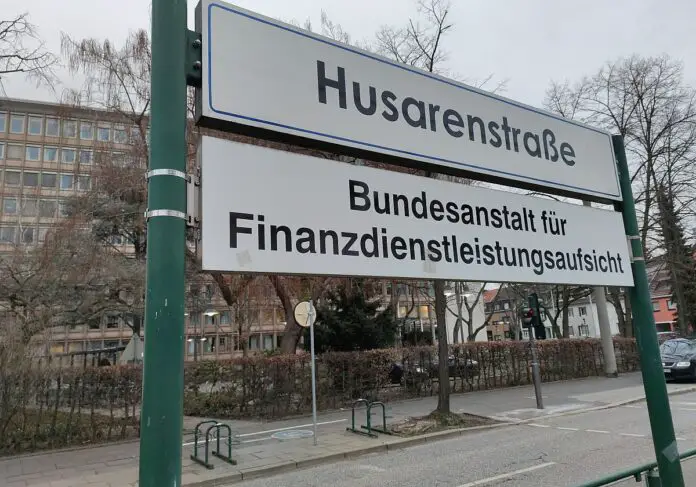 Husarenstraße
Bundesanstalt für
Finanzdienstleistungsaufsicht